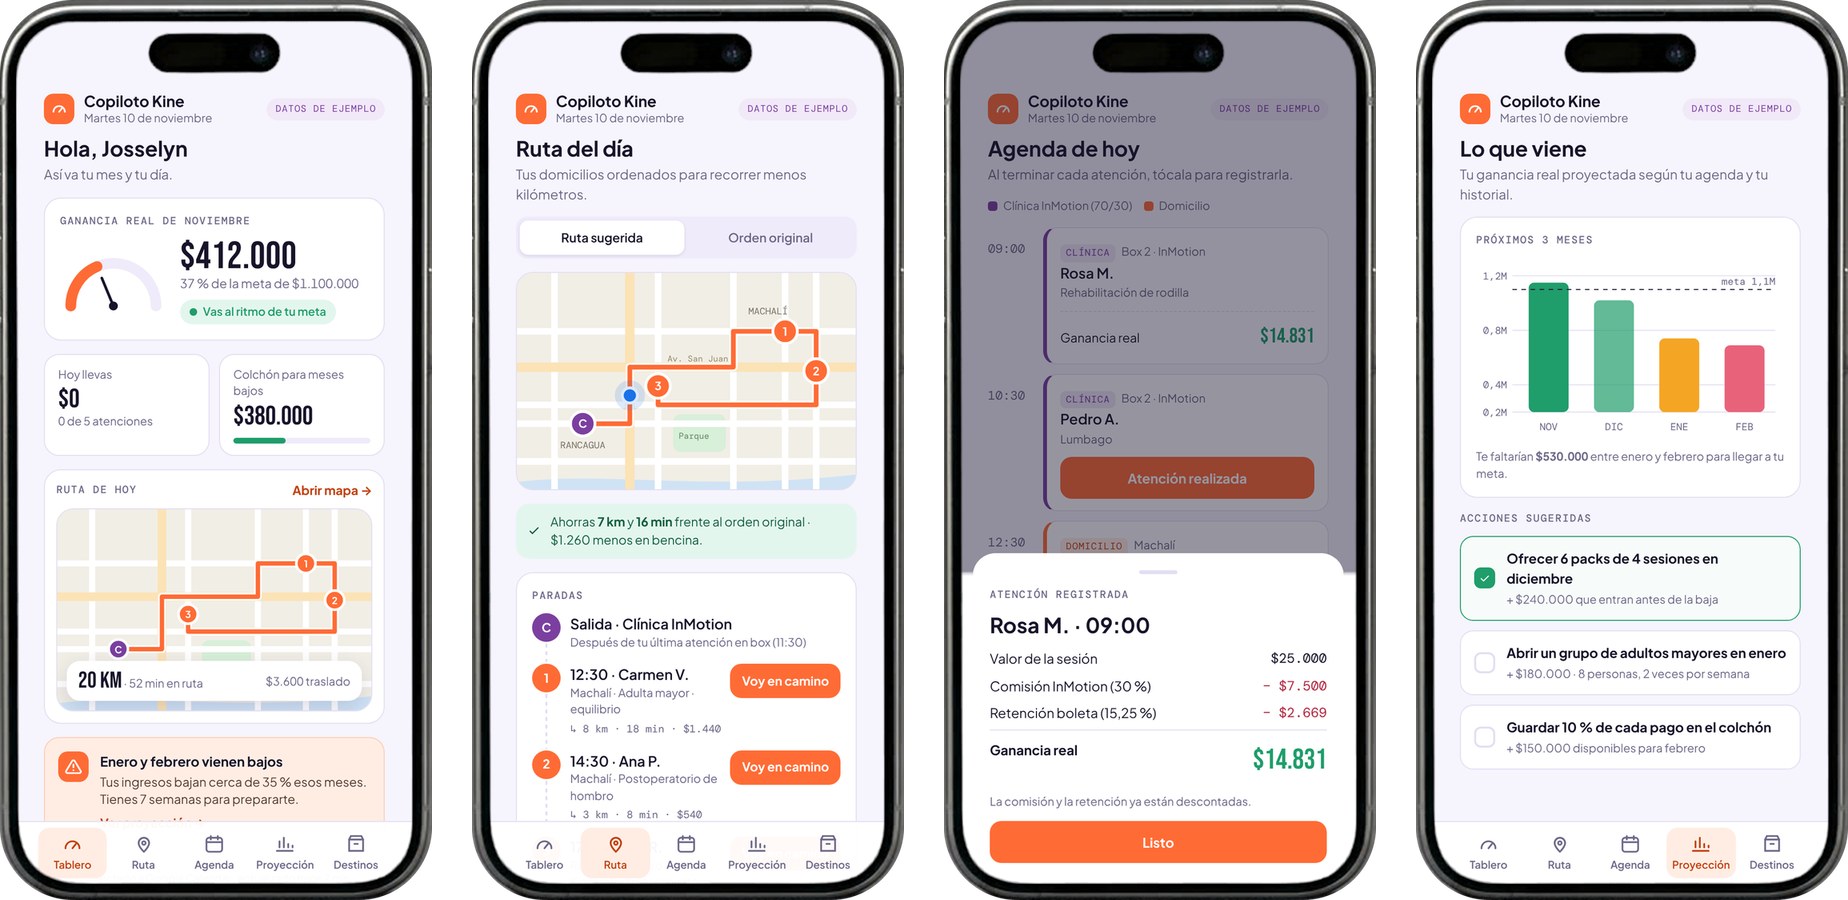 Copiloto Kine
Martes 10 de noviembre
DATOS DE EJEMPLO
Hola, Josselyn
Así va tu mes y tu día.
GANANCIA REAL DE NOVIEMBRE
$412.000
37 % de la meta de $1.100.000
Vas al ritmo de tu meta
Hoy llevas
$0
0 de 5 atenciones
Colchón para meses
bajos
$380.000
RUTA DE HOY
Abrir mapa →
1
2
3
C
20 KM · 52 min en ruta
$3.600 traslado
Enero y febrero vienen bajos
Tus ingresos bajan cerca de 35 % esos meses.
Tienes 7 semanas para prepararte.
Tablero
Ruta
Agenda
Proyección
Destinos
Copiloto Kine
Martes 10 de noviembre
DATOS DE EJEMPLO
Ruta del día
Tus domicilios ordenados para recorrer menos
kilómetros.
Ruta sugerida
Orden original
MACHALÍ
1
Av. San Juan
2
3
C
Parque
RANCAGUA
Ahorras 7 km y 16 min frente al orden original ·
$1.260 menos en bencina.
PARADAS
C
Salida · Clínica InMotion
Después de tu última atención en box (11:30)
1
12:30 · Carmen V.
Machalí · Adulta mayor ·
equilibrio
↳ 8 km · 18 min · $1.440
Voy en camino
2
14:30 · Ana P.
Machalí · Postoperatorio de
hombro
↳ 3 km · 8 min · $540
Voy en camino
Tablero
Ruta
Agenda
Proyección
Destinos
Copiloto Kine
Martes 10 de noviembre
DATOS DE EJEMPLO
Agenda de hoy
Al terminar cada atención, tócala para registrarla.
Clínica InMotion (70/30)
Domicilio
09:00
CLÍNICA Box 2 · InMotion
Rosa M.
Rehabilitación de rodilla
Ganancia real $14.831
10:30
CLÍNICA Box 2 · InMotion
Pedro A.
Lumbago
Atención realizada
12:30
DOMICILIO Machalí
ATENCIÓN REGISTRADA
Rosa M. · 09:00
Valor de la sesión $25.000
Comisión InMotion (30 %) − $7.500
Retención boleta (15,25 %) − $2.669
Ganancia real $14.831
La comisión y la retención ya están descontadas.
Listo
Copiloto Kine
Martes 10 de noviembre
DATOS DE EJEMPLO
Lo que viene
Tu ganancia real proyectada según tu agenda y tu
historial.
PRÓXIMOS 3 MESES
1,2M
meta 1,1M
0,8M
0,4M
0,2M
NOV
DIC
ENE
FEB
Te faltarían $530.000 entre enero y febrero para llegar a tu
meta.
ACCIONES SUGERIDAS
Ofrecer 6 packs de 4 sesiones en
diciembre
+ $240.000 que entran antes de la baja
Abrir un grupo de adultos mayores en enero
+ $180.000 · 8 personas, 2 veces por semana
Guardar 10 % de cada pago en el colchón
+ $150.000 disponibles para febrero
Tablero
Ruta
Agenda
Proyección
Destinos